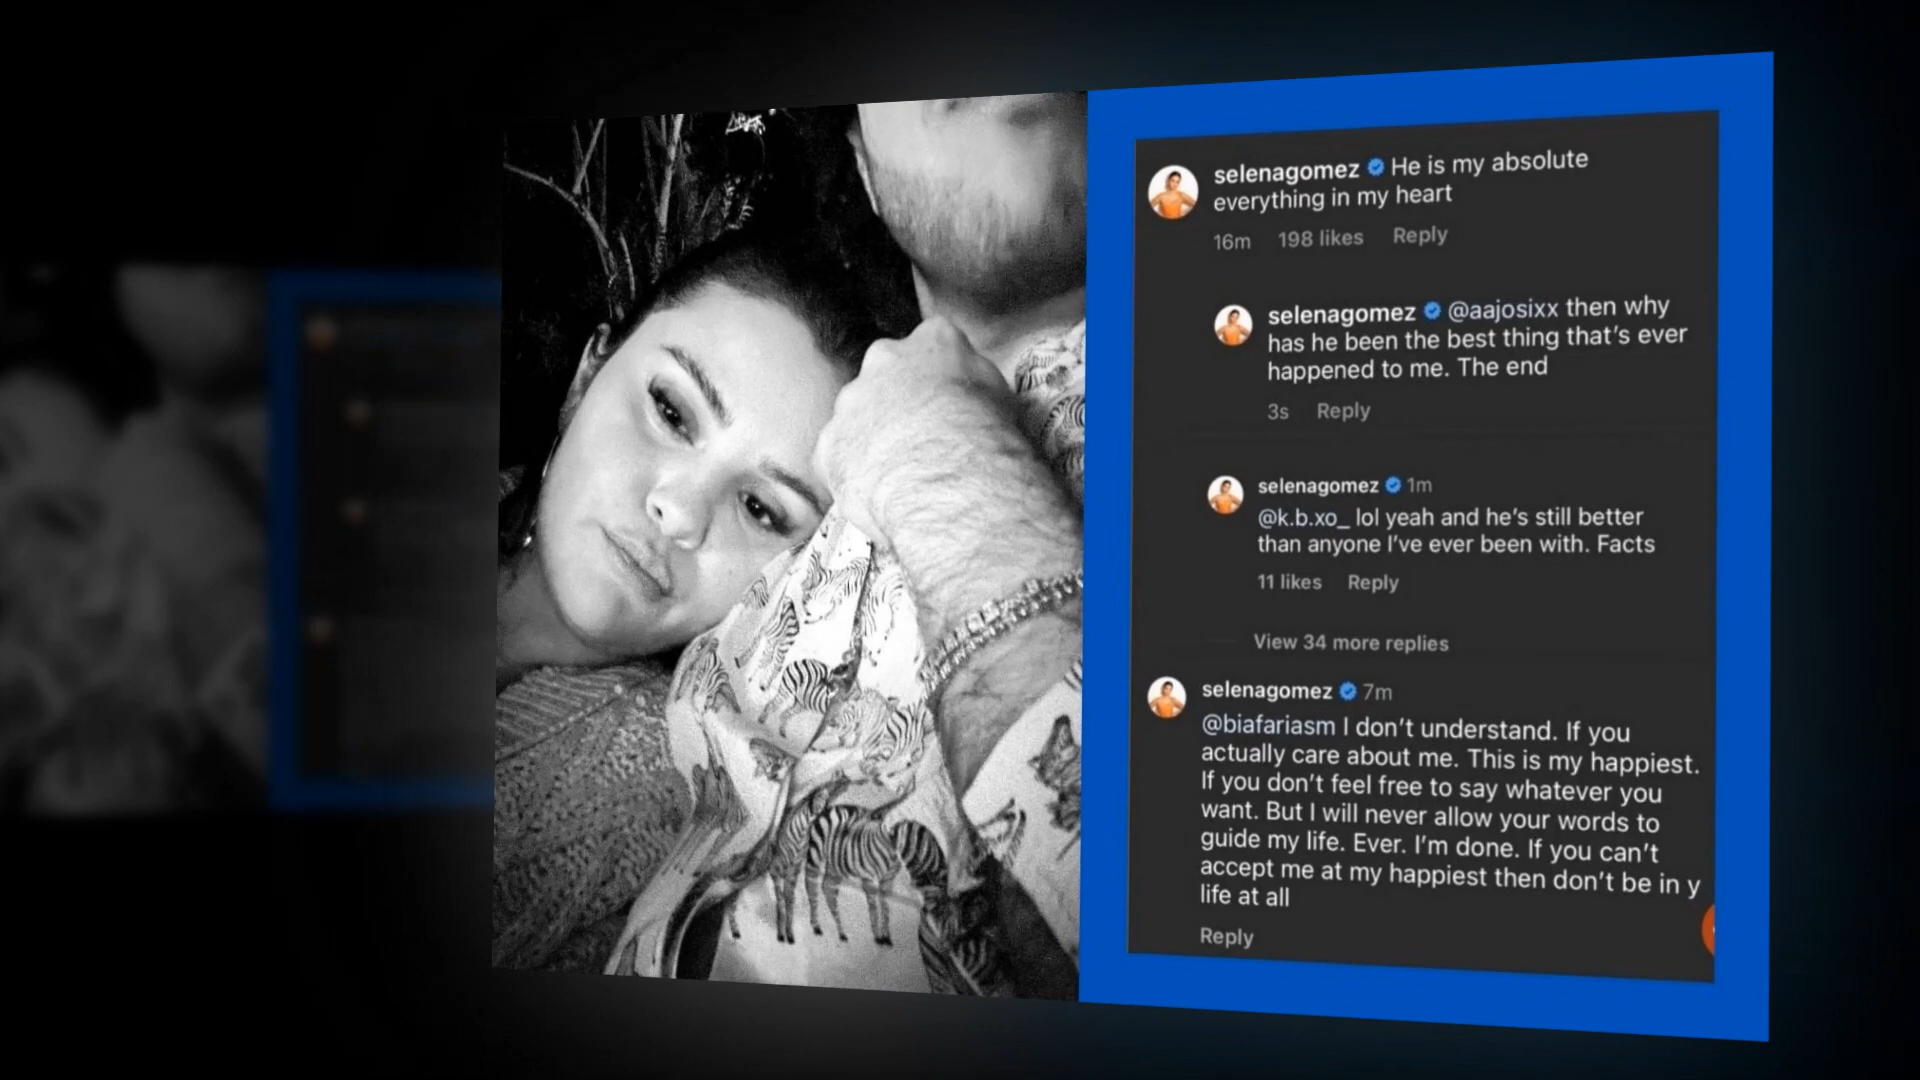 selenagomez He is my absolute
everything in my heart
16m 198 likes Reply
selenagomez @aajosixx then why
has he been the best thing that's ever
happened to me. The end
3s Reply
selenagomez 1m
@k.b.xo_ lol yeah and he's still better
than anyone I've ever been with. Facts
11 likes Reply
View 34 more replies
selenagomez 7m
@biafariasm I don't understand. If you
actually care about me. This is my happiest.
If you don't feel free to say whatever you
want. But I will never allow your words to
guide my life. Ever. I'm done. If you can't
accept me at my happiest then don't be in y
life at all
Reply